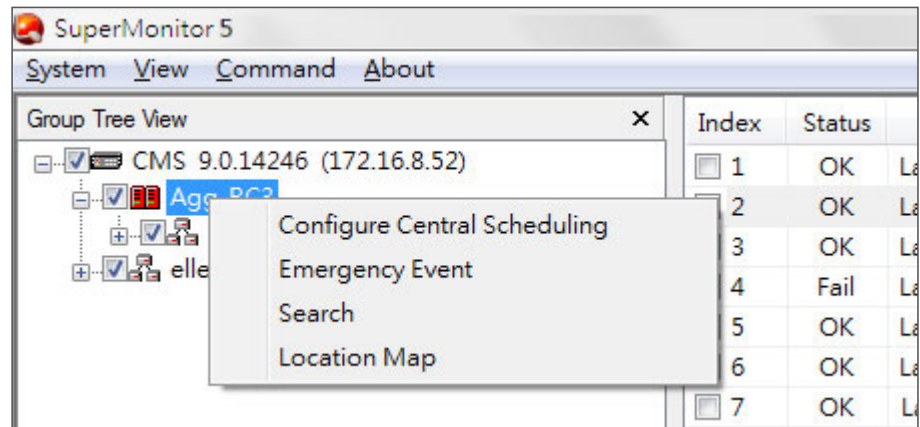 SuperMonitor 5
System View Command About
Group Tree View
CMS 9.0.14246 (172.16.8.52)
Configure Central Scheduling
Emergency Event
Search
Location Map
Index Status
1 OK
2 OK
3 OK
4 Fail
5 OK
6 OK
7 OK